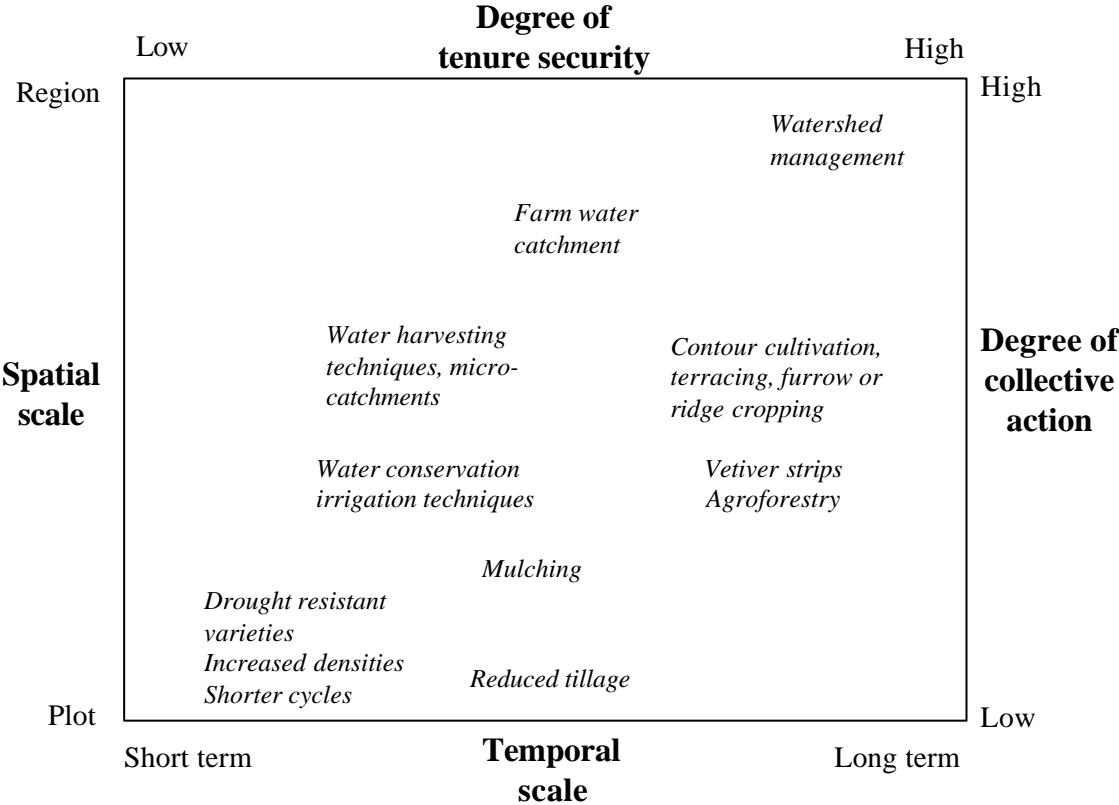 Degree of
tenure security
Low
High
Region
High
Watershed
management
Farm water
catchment
Water harvesting
techniques, micro-
catchments
Contour cultivation,
terracing, furrow or
ridge cropping
Spatial
scale
Degree of
collective
action
Water conservation
irrigation techniques
Vetiver strips
Agroforestry
Mulching
Drought resistant
varieties
Increased densities
Shorter cycles
Reduced tillage
Plot
Low
Short term
Temporal
scale
Long term